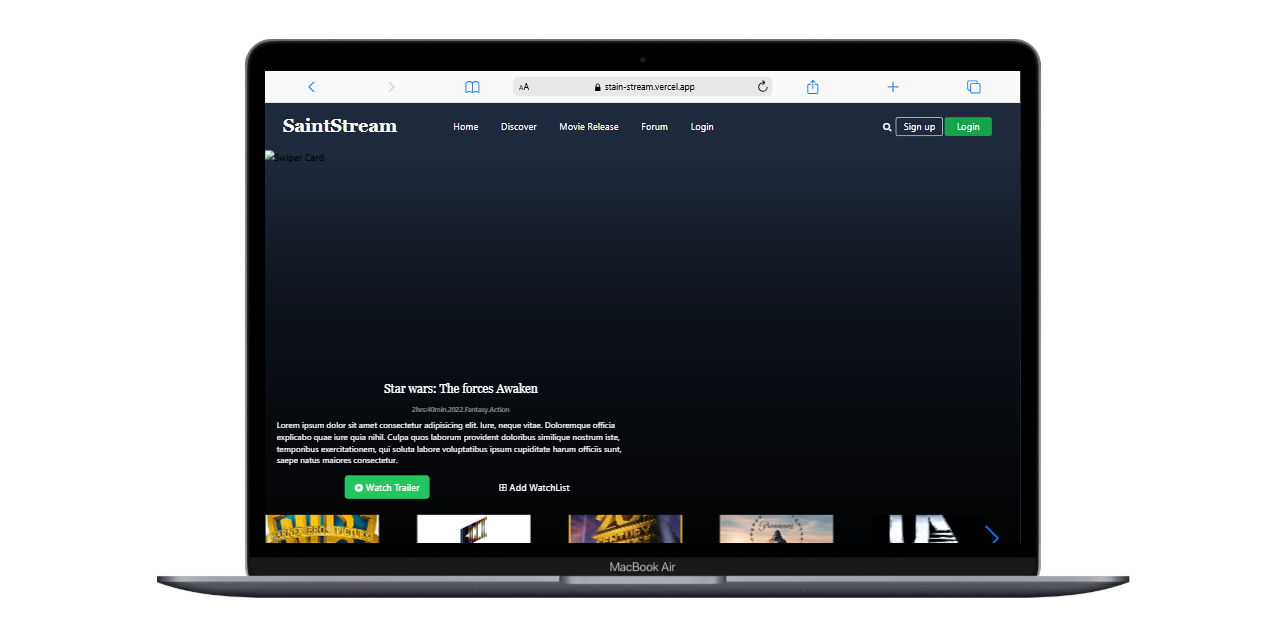 AA stain-stream.vercel.app
SaintStream Home Discover Movie Release Forum Login Sign up Login
Swiper Card
Star wars: The forces Awaken
2hrs:40min.2022.Fantasy.Action
Lorem ipsum dolor sit amet consectetur adipisicing elit. Iure, neque vitae. Doloremque officia
explicabo quae iure quia nihil. Culpa quos laborum provident doloribus similique nostrum iste,
temporibus exercitationem, qui soluta labore voluptatibus ipsum cupiditate harum officiis sunt,
saepe natus maiores consectetur.
Watch Trailer Add WatchList
Paramount
MacBook Air